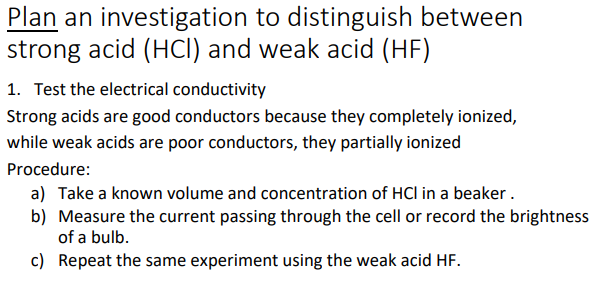 Plan an investigation to distinguish between
strong acid (HCl) and weak acid (HF)
1. Test the electrical conductivity
Strong acids are good conductors because they completely ionized,
while weak acids are poor conductors, they partially ionized
Procedure:
a) Take a known volume and concentration of HCl in a beaker .
b) Measure the current passing through the cell or record the brightness
of a bulb.
c) Repeat the same experiment using the weak acid HF.